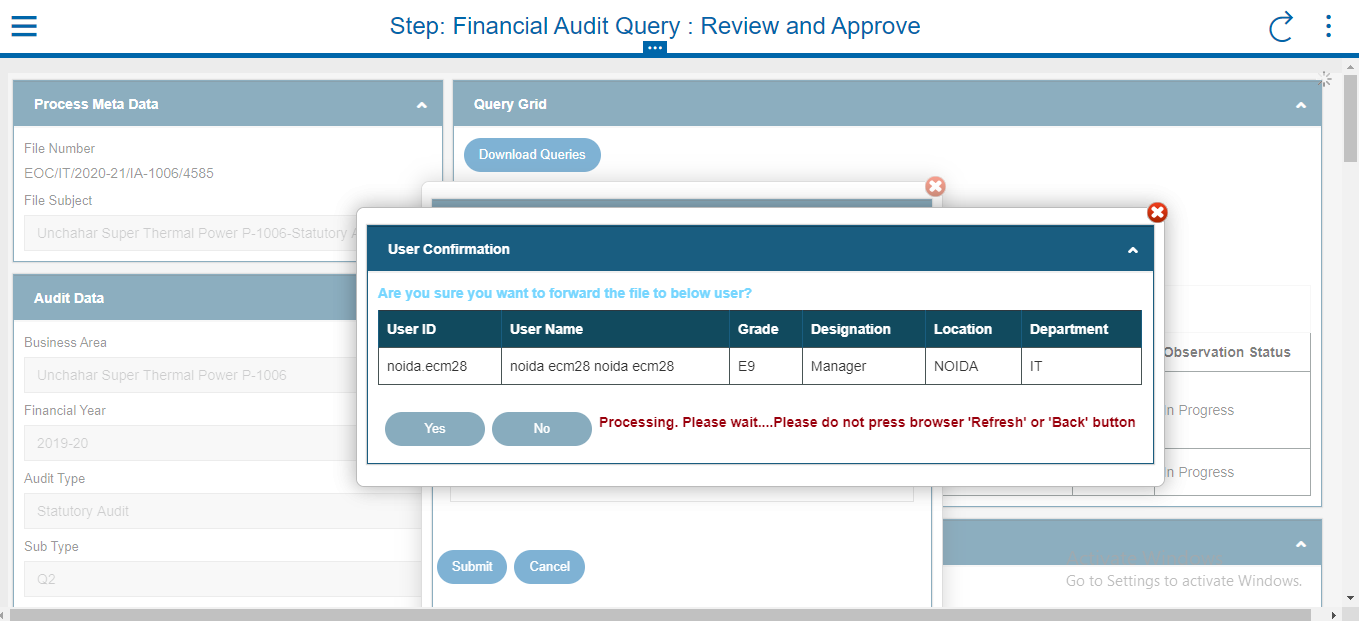 Step: Financial Audit Query : Review and Approve
Process Meta Data
File Number
EOC/IT/2020-21/IA-1006/4585
File Subject
Unchahar Super Thermal Power P-1006-Statutory
Audit Data
Business Area
Unchahar Super Thermal Power P-1006
Financial Year
2019-20
Audit Type
Statutory Audit
Sub Type
Q2
Query Grid
Download Queries
User Confirmation
Are you sure you want to forward the file to below user?
User ID User Name Grade Designation Location Department
noida.ecm28 noida ecm28 noida ecm28 E9 Manager NOIDA IT
Yes No Processing. Please wait....Please do not press browser 'Refresh' or 'Back' button
Observation Status
In Progress
In Progress
Submit Cancel
Go to Settings to activate Windows.